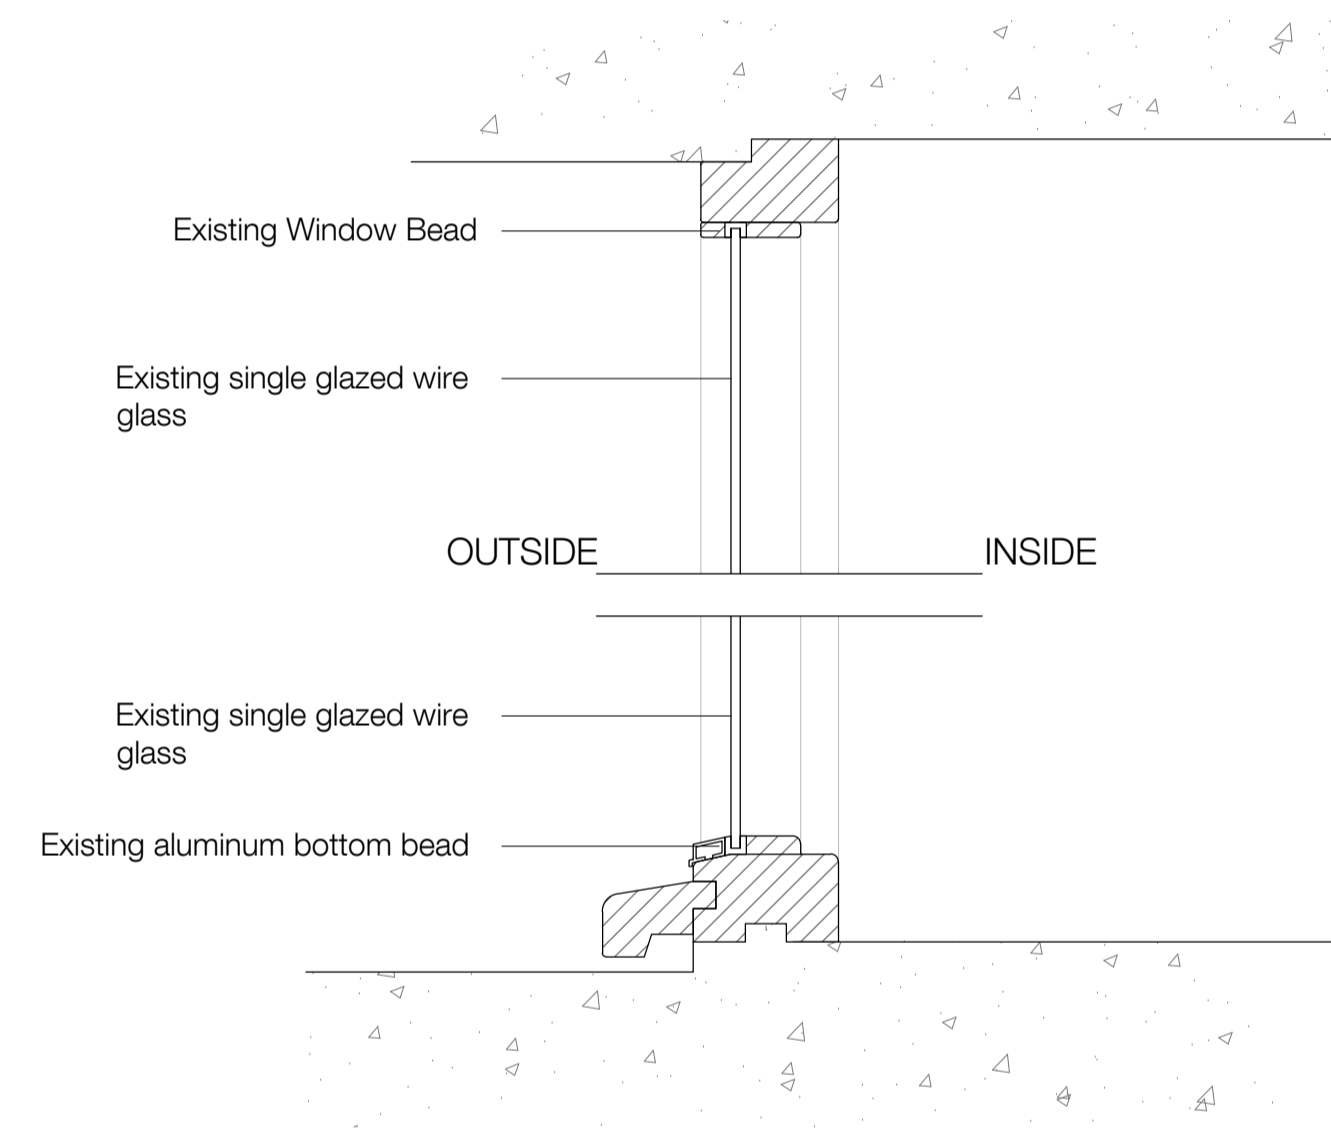 Existing Window Bead
Existing single glazed wire
glass
OUTSIDE
INSIDE
Existing single glazed wire
glass
Existing aluminum bottom bead